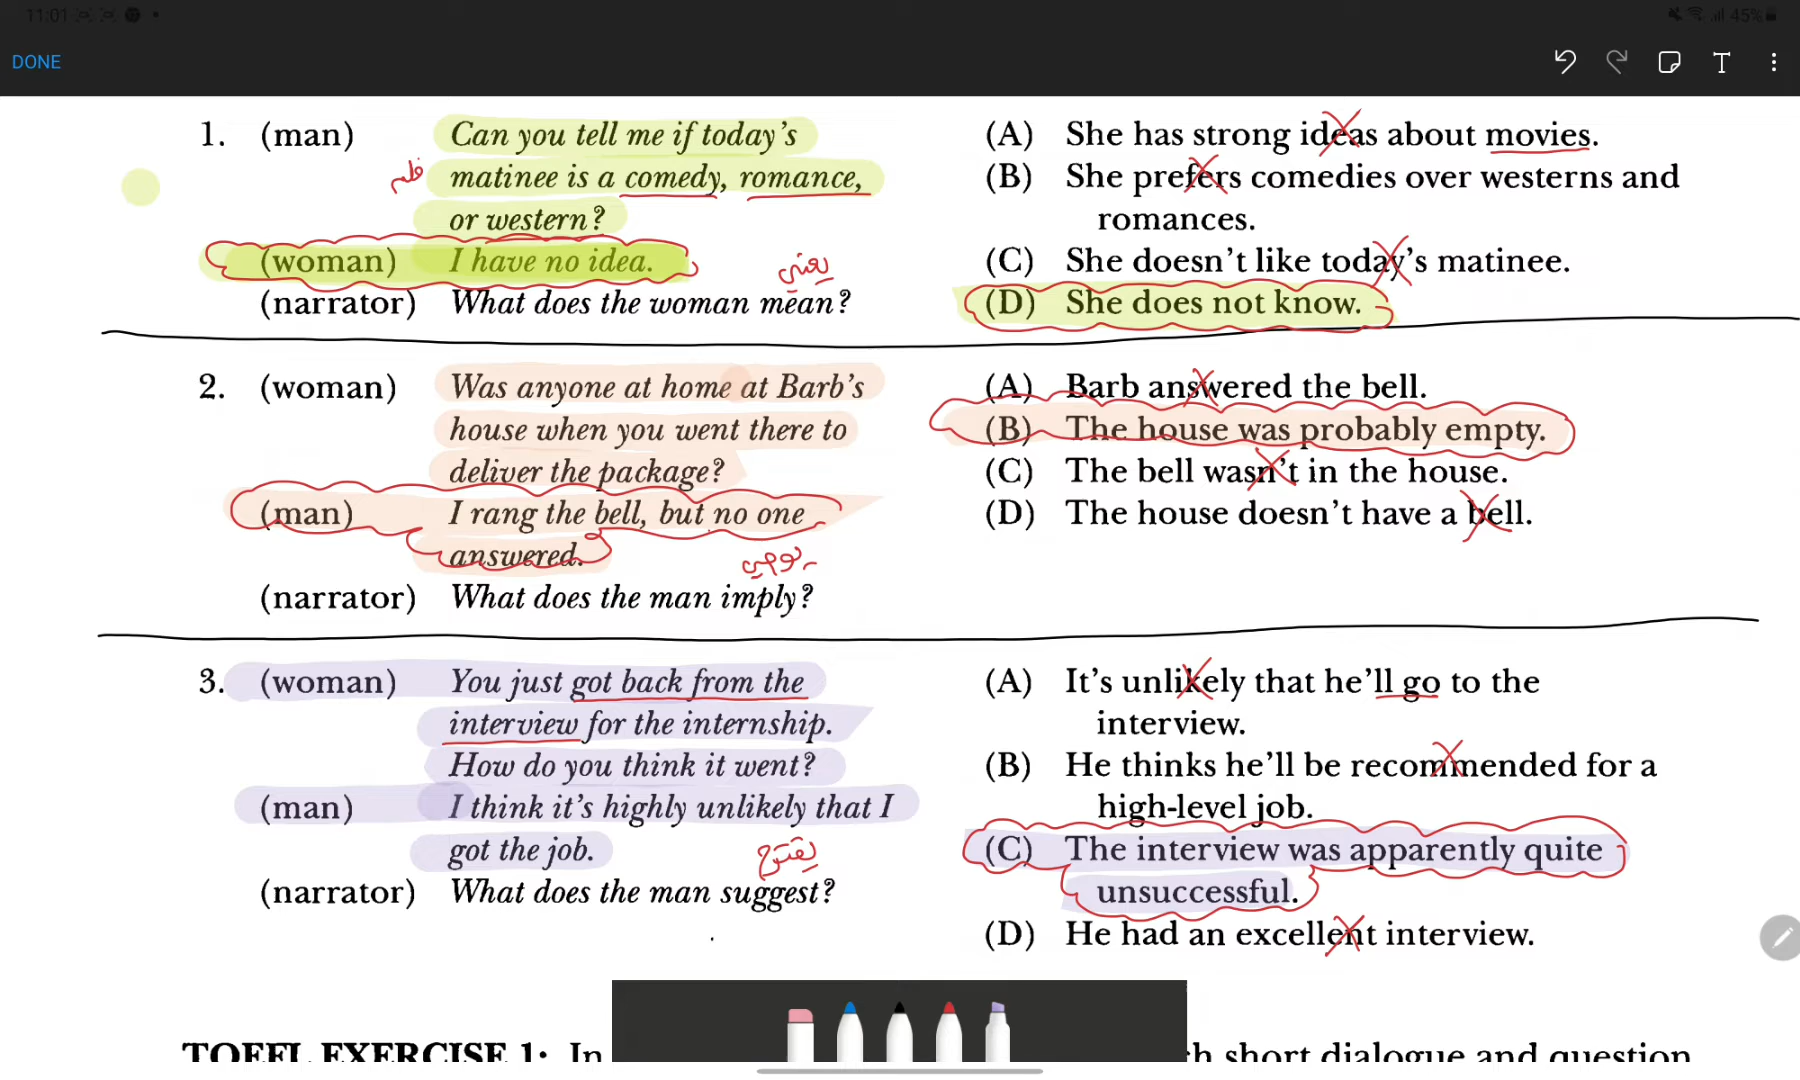 11:01
45%
DONE
1. (man) Can you tell me if today's
matinee is a comedy, romance,
or western?
(woman) I have no idea.
(narrator) What does the woman mean?
(A) She has strong ideas about movies.
(B) She prefers comedies over westerns and
romances.
(C) She doesn't like today's matinee.
(D) She does not know.
فلم
يعني
2. (woman) Was anyone at home at Barb's
house when you went there to
deliver the package?
(man) I rang the bell, but no one
answered.
(narrator) What does the man imply?
(A) Barb answered the bell.
(B) The house was probably empty.
(C) The bell wasn't in the house.
(D) The house doesn't have a bell.
3. (woman) You just got back from the
interview for the internship.
How do you think it went?
(man) I think it's highly unlikely that I
got the job.
(narrator) What does the man suggest?
(A) It's unlikely that he'll go to the
interview.
(B) He thinks he'll be recommended for a
high-level job.
(C) The interview was apparently quite
unsuccessful.
(D) He had an excellent interview.
يقترح
TOEFL EXERCISE 1: In
short dialogue and question